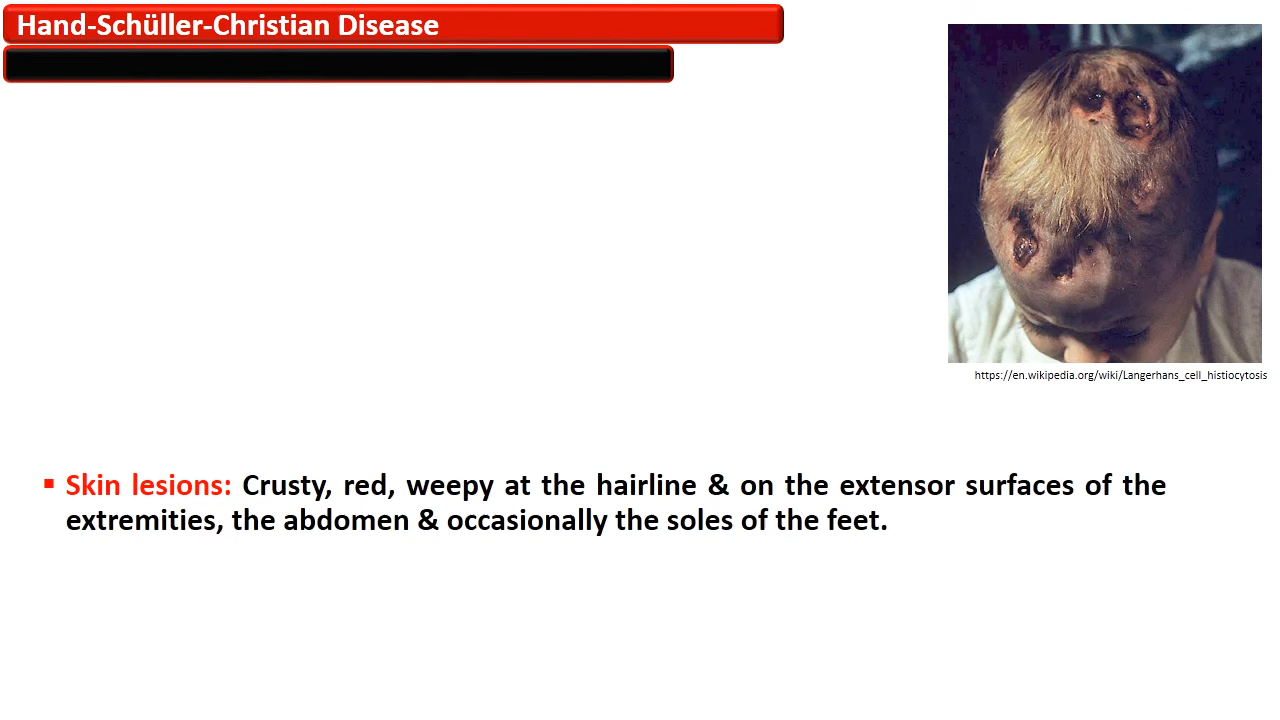 Hand-Schüller-Christian Disease
https://en.wikipedia.org/wiki/Langerhans_cell_histiocytosis
▪ Skin lesions: Crusty, red, weepy at the hairline & on the extensor surfaces of the
extremities, the abdomen & occasionally the soles of the feet.